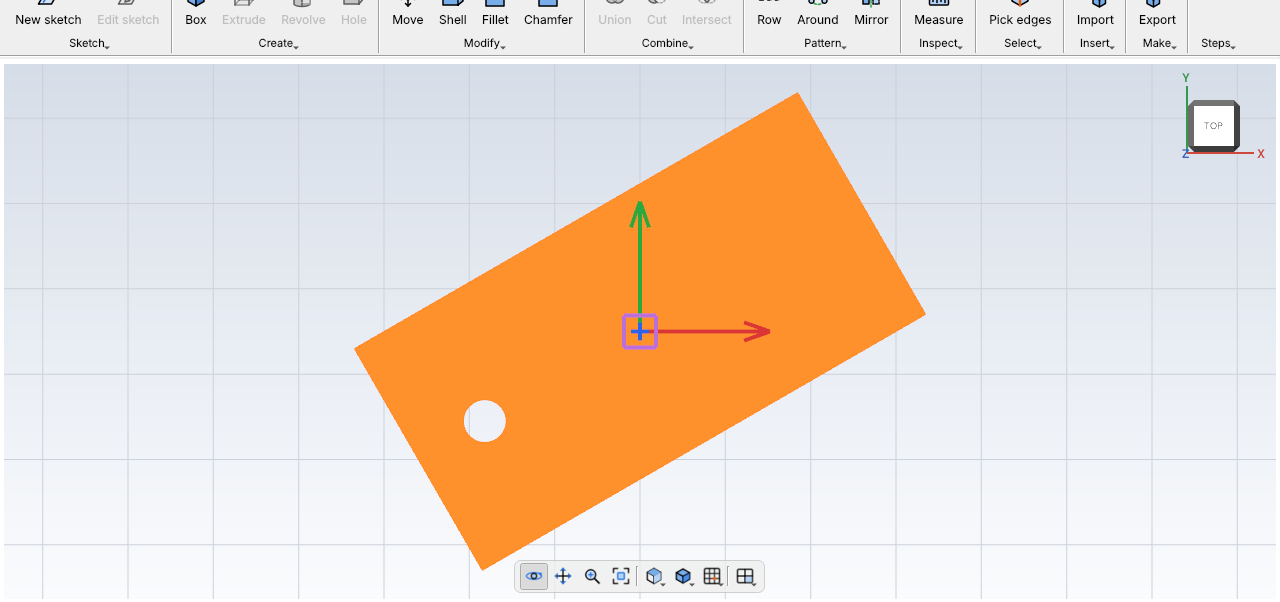 New sketch Edit sketch Box Extrude Revolve Hole Move Shell Fillet Chamfer Union Cut Intersect Row Around Mirror Measure Pick edges Import Export
Sketch Create Modify Combine Pattern Inspect Select Insert Make Steps
Y
TOP
Z X